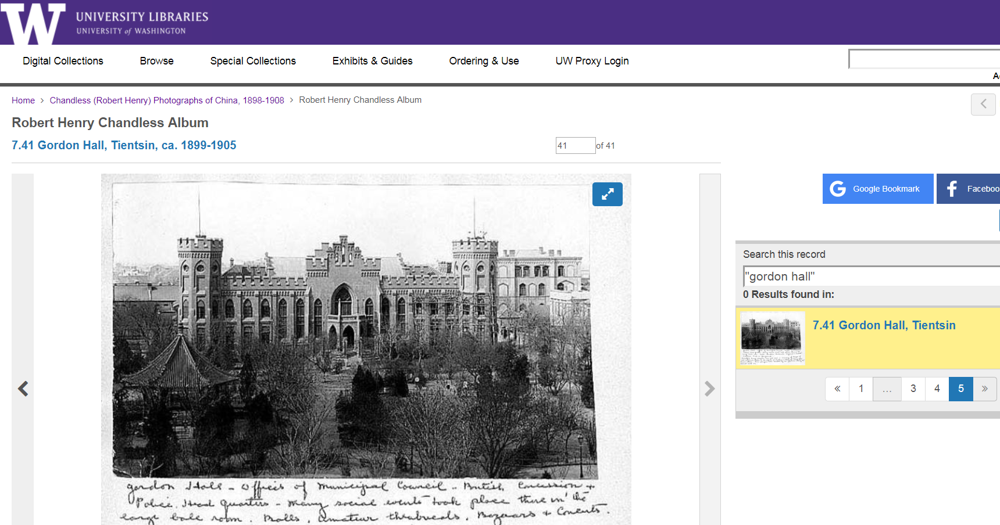 W UNIVERSITY LIBRARIES
UNIVERSITY of WASHINGTON
Digital Collections Browse Special Collections Exhibits & Guides Ordering & Use UW Proxy Login
A
Home > Chandless (Robert Henry) Photographs of China, 1898-1908 > Robert Henry Chandless Album
Robert Henry Chandless Album
7.41 Gordon Hall, Tientsin, ca. 1899-1905
41 of 41
G Google Bookmark
f Faceboo
Search this record
"gordon hall"
0 Results found in:
7.41 Gordon Hall, Tientsin
« 1 ... 3 4 5 »
gordon Hall - offices of municipal Council - British Concession +
Police Head Quarters - many social events took place there in the
large ball room. Balls, amateur theatricals, Bazaars + Concerts.